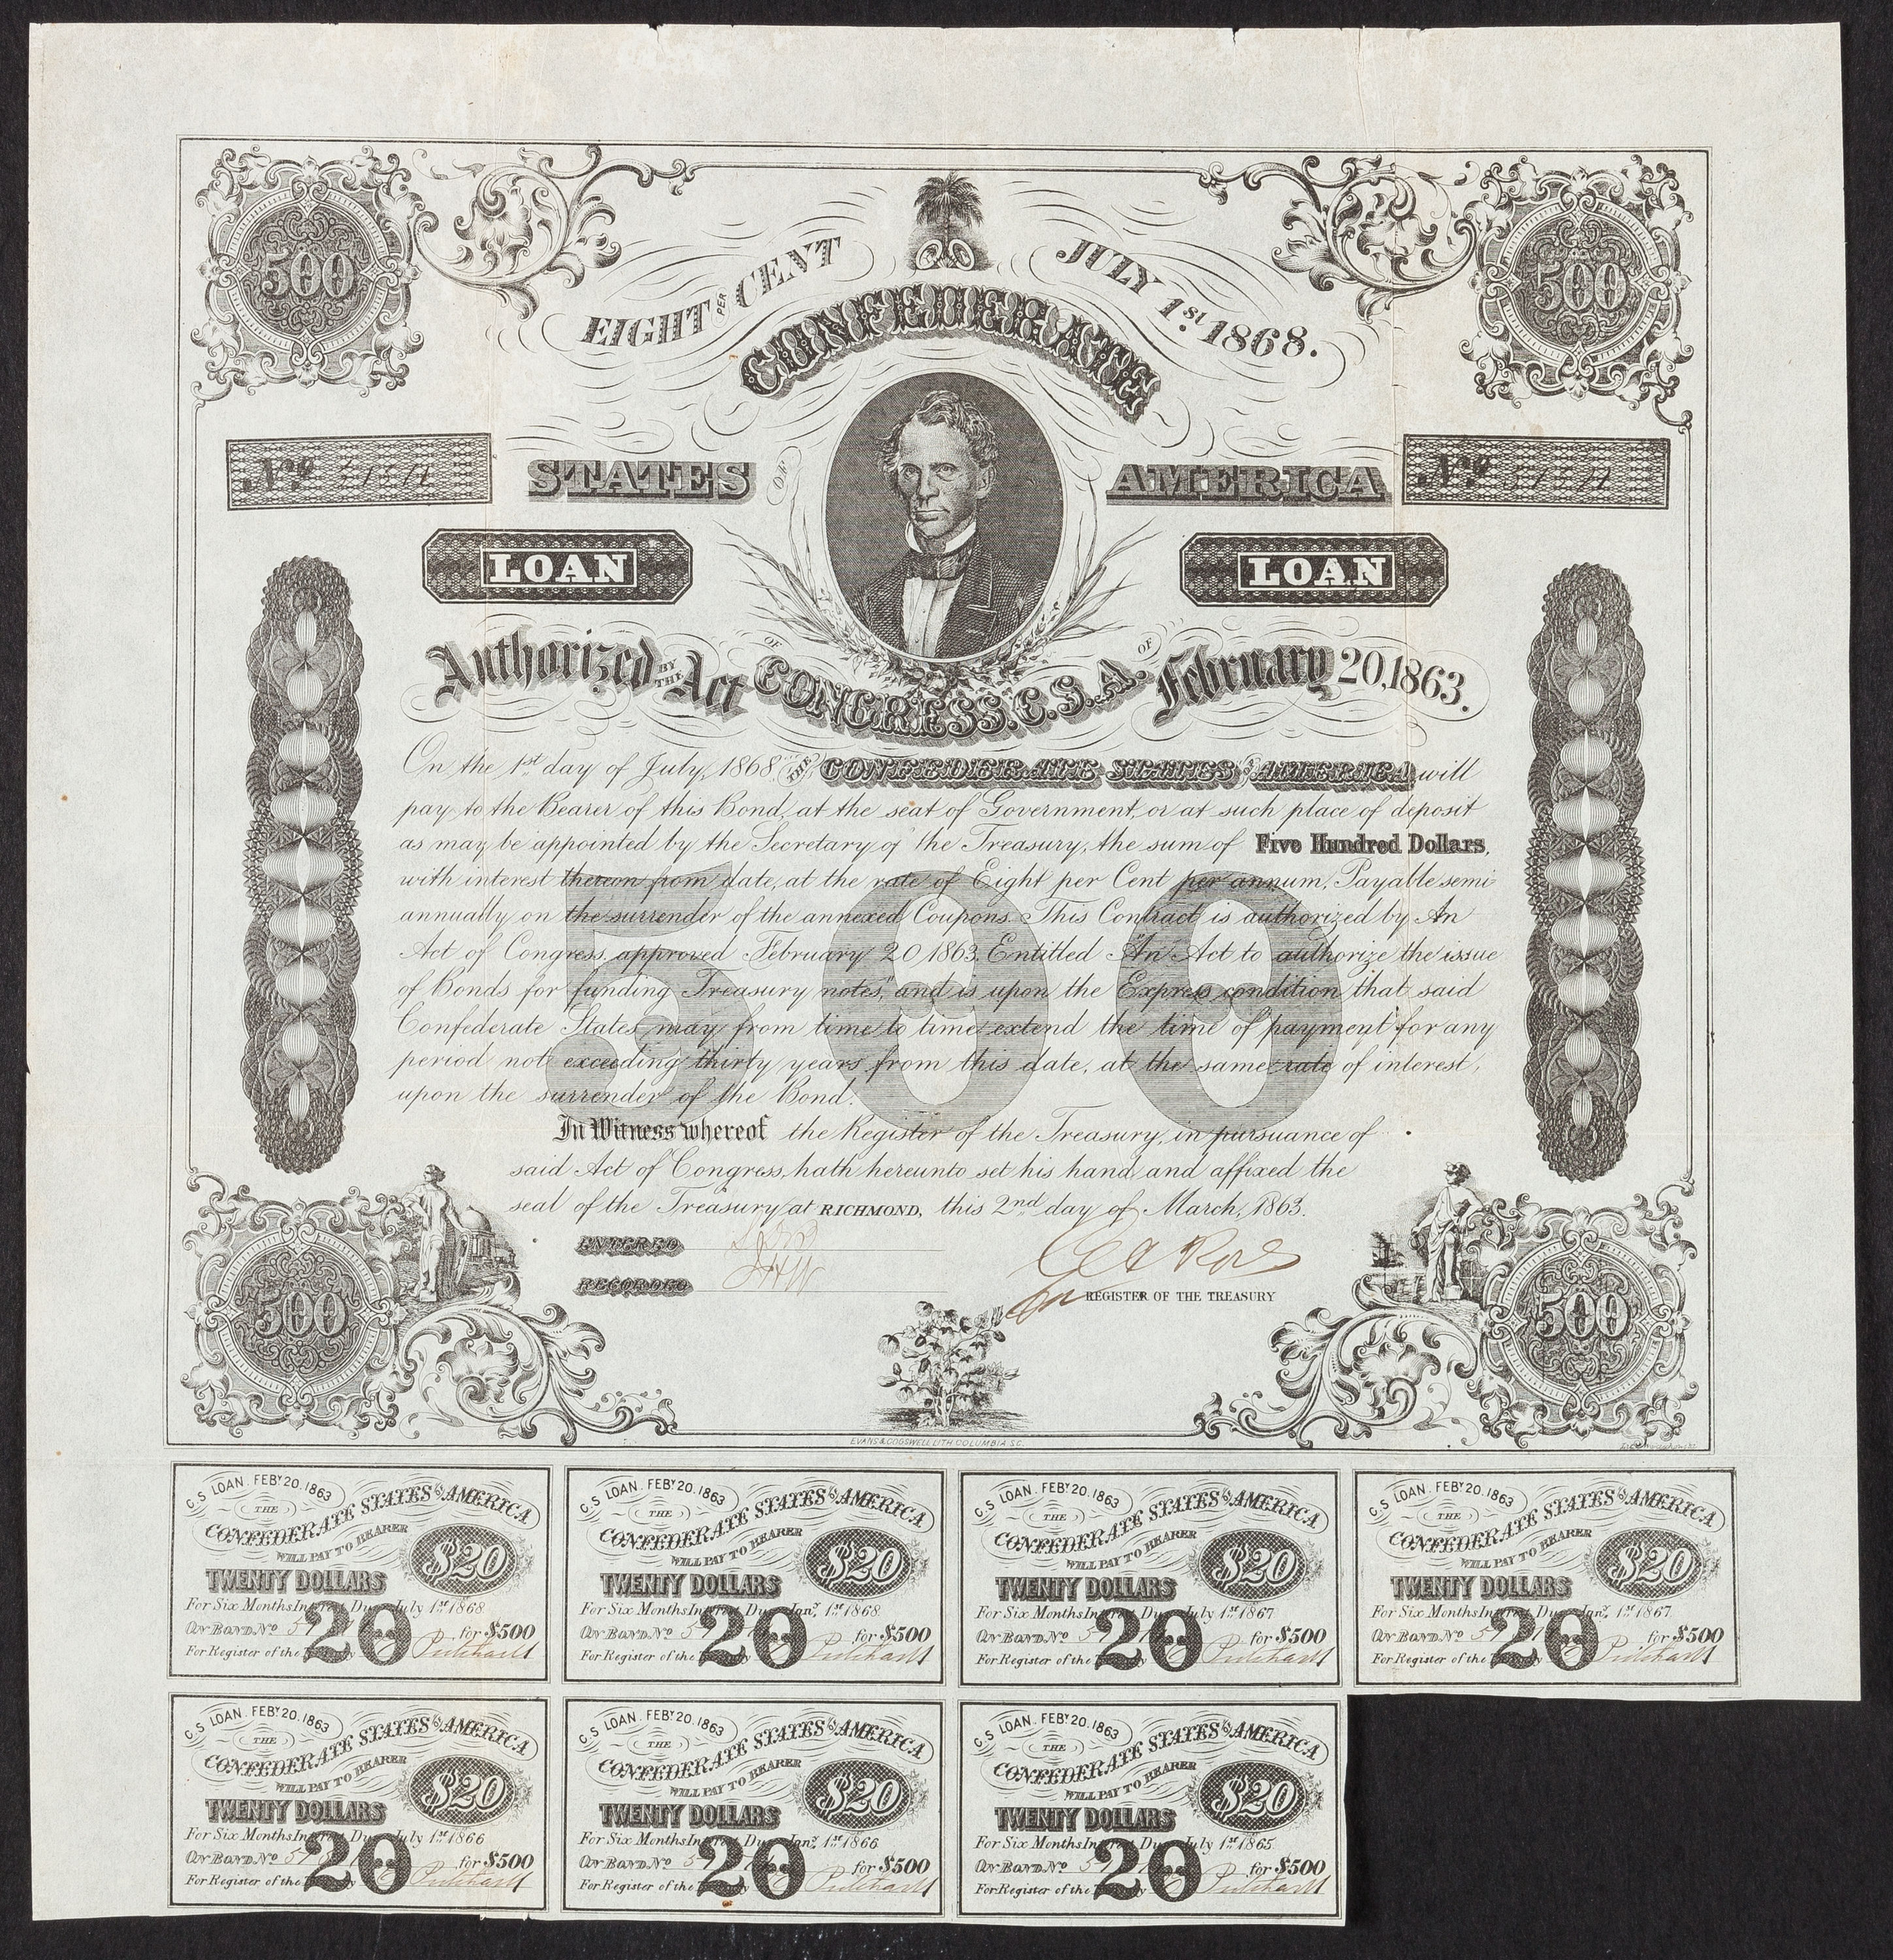 500
500
EIGHT PER CENT JULY 1st 1868.
CONFEDERATE
No
STATES OF AMERICA
No
LOAN
LOAN
Authorized BY THE Act OF CONGRESS. C.S.A. OF February 20, 1863.
On the 1st day of July, 1868, THE CONFEDERATE STATES OF AMERICA will
pay to the Bearer of this Bond, at the seat of Government, or at such place of deposit
as may be appointed by the Secretary of the Treasury, the sum of Five Hundred Dollars,
with interest thereon from date, at the rate of Eight per Cent per annum, Payable semi
annually on the surrender of the annexed Coupons. This Contract is authorized by An
Act of Congress, approved February 20 1863, Entitled "An Act to authorize the issue
of Bonds for funding Treasury notes," and is upon the Express condition that said
Confederate States may from time to time extend the time of payment for any
period not exceeding thirty years from this date, at the same rate of interest,
upon the surrender of the Bond.
500
In Witness whereof the Register of the Treasury, in pursuance of
said Act of Congress, hath hereunto set his hand and affixed the
seal of the Treasury at RICHMOND, this 2nd day of March, 1863.
ENTERED
RECORDED
REGISTER OF THE TREASURY
500
500
EVANS & COGSWELL LITH. COLUMBIA S.C.
C.S. LOAN. FEBY 20. 1863
THE
CONFEDERATE STATES OF AMERICA
WILL PAY TO BEARER
$20
TWENTY DOLLARS
For Six Months Interest Due July 1st 1868
On Bond No for $500
For Register of the Treasury
20
C.S. LOAN. FEBY 20. 1863
THE
CONFEDERATE STATES OF AMERICA
WILL PAY TO BEARER
$20
TWENTY DOLLARS
For Six Months Interest Due Jany. 1st 1868
On Bond No for $500
For Register of the Treasury
20
C.S. LOAN. FEBY 20. 1863
THE
CONFEDERATE STATES OF AMERICA
WILL PAY TO BEARER
$20
TWENTY DOLLARS
For Six Months Interest Due July 1st 1867
On Bond No for $500
For Register of the Treasury
20
C.S. LOAN. FEBY 20. 1863
THE
CONFEDERATE STATES OF AMERICA
WILL PAY TO BEARER
$20
TWENTY DOLLARS
For Six Months Interest Due Jany. 1st 1867
On Bond No for $500
For Register of the Treasury
20
C.S. LOAN. FEBY 20. 1863
THE
CONFEDERATE STATES OF AMERICA
WILL PAY TO BEARER
$20
TWENTY DOLLARS
For Six Months Interest Due July 1st 1866
On Bond No for $500
For Register of the Treasury
20
C.S. LOAN. FEBY 20. 1863
THE
CONFEDERATE STATES OF AMERICA
WILL PAY TO BEARER
$20
TWENTY DOLLARS
For Six Months Interest Due Jany. 1st 1866
On Bond No for $500
For Register of the Treasury
20
C.S. LOAN. FEBY 20. 1863
THE
CONFEDERATE STATES OF AMERICA
WILL PAY TO BEARER
$20
TWENTY DOLLARS
For Six Months Interest Due July 1st 1865
On Bond No for $500
For Register of the Treasury
20